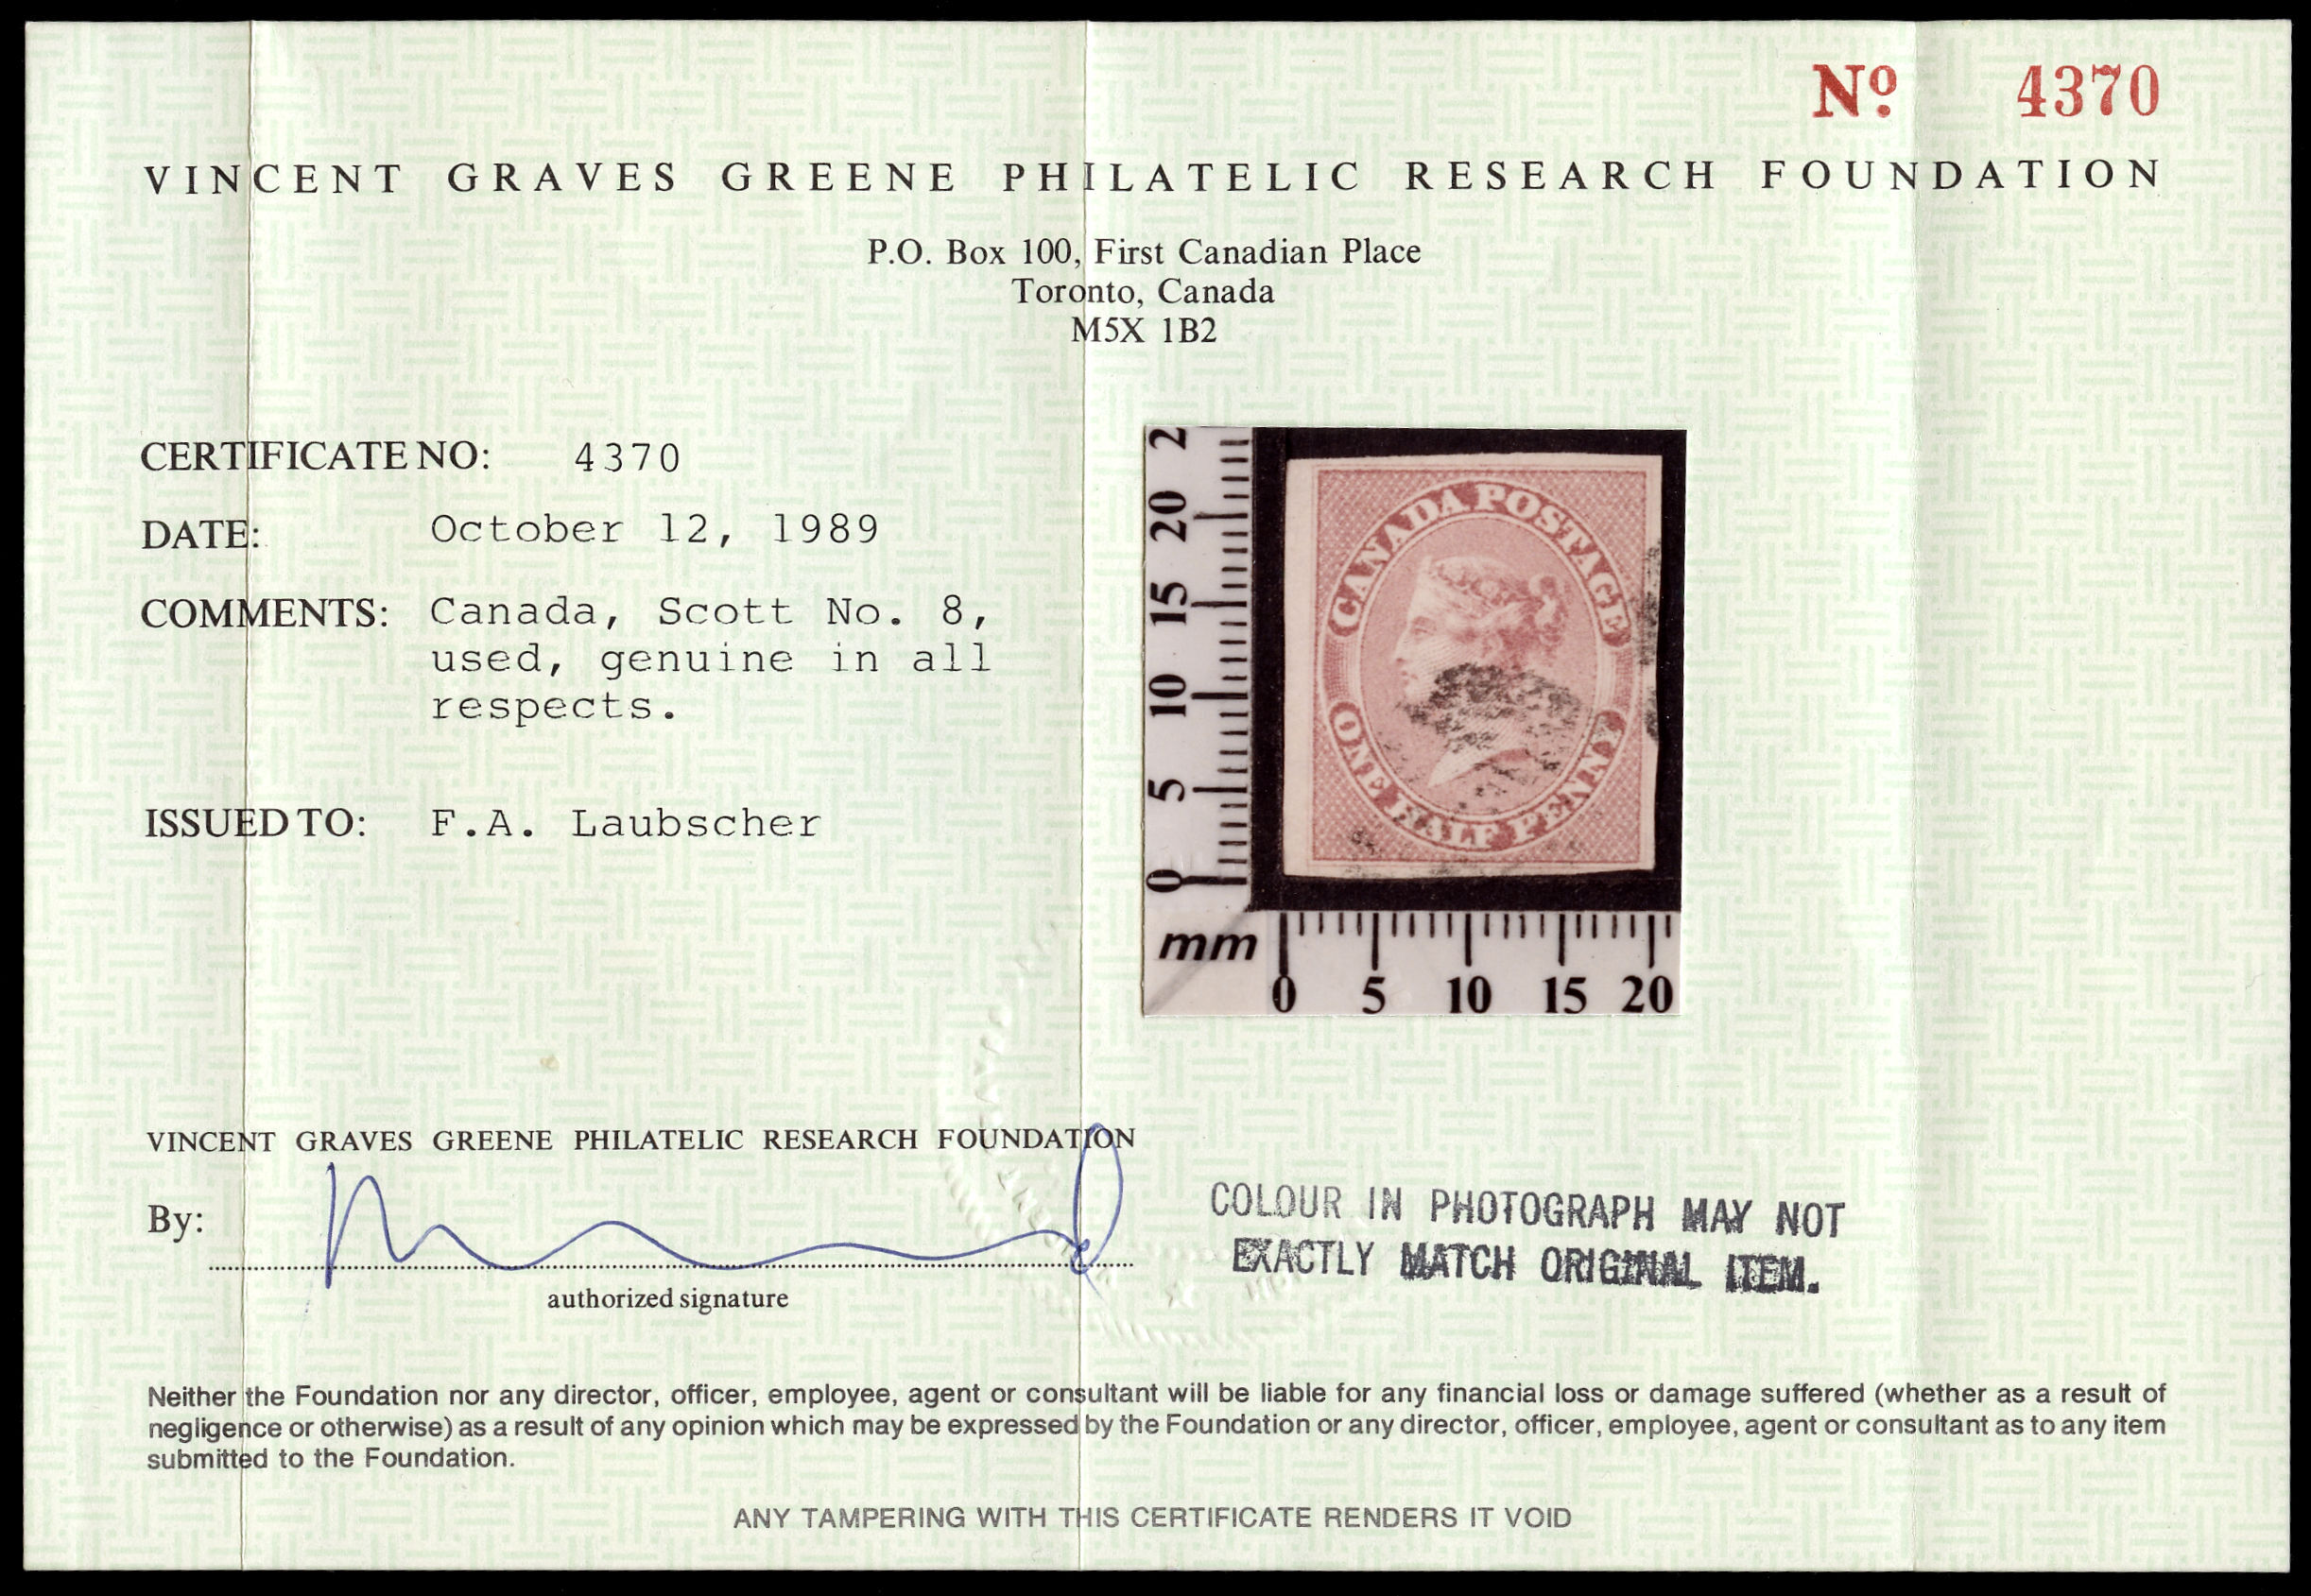 Nº 4370
VINCENT GRAVES GREENE PHILATELIC RESEARCH FOUNDATION
P.O. Box 100, First Canadian Place
Toronto, Canada
M5X 1B2
CERTIFICATE NO: 4370
DATE: October 12, 1989
COMMENTS: Canada, Scott No. 8,
used, genuine in all
respects.
ISSUED TO: F.A. Laubscher
2
20
15
10
5
0
mm
0 5 10 15 20
CANADA POSTAGE
ONE HALF PENNY
VINCENT GRAVES GREENE PHILATELIC RESEARCH FOUNDATION
By:
authorized signature
COLOUR IN PHOTOGRAPH MAY NOT
EXACTLY MATCH ORIGINAL ITEM.
Neither the Foundation nor any director, officer, employee, agent or consultant will be liable for any financial loss or damage suffered (whether as a result of
negligence or otherwise) as a result of any opinion which may be expressed by the Foundation or any director, officer, employee, agent or consultant as to any item
submitted to the Foundation.
ANY TAMPERING WITH THIS CERTIFICATE RENDERS IT VOID